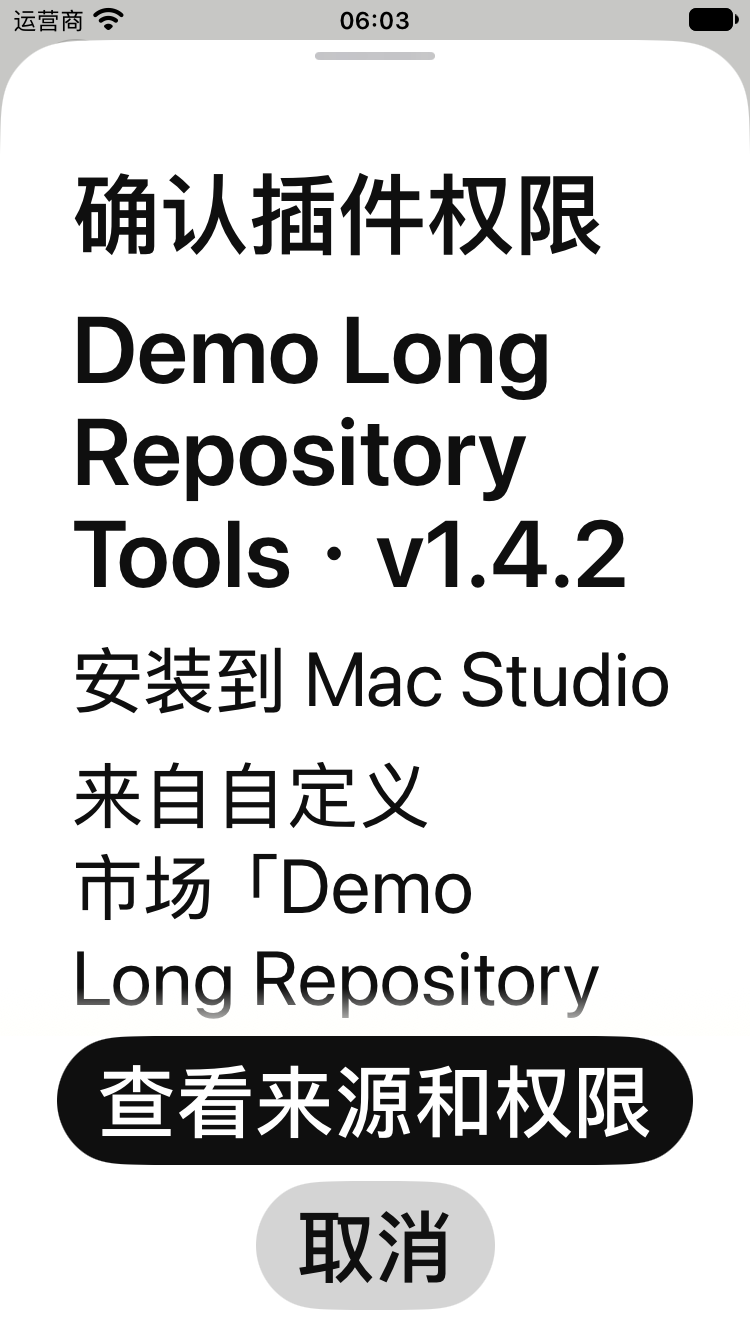 运营商
06:03
确认插件权限
Demo Long
Repository
Tools · v1.4.2
安装到 Mac Studio
来自自定义
市场「Demo
Long Repository
查看来源和权限
取消